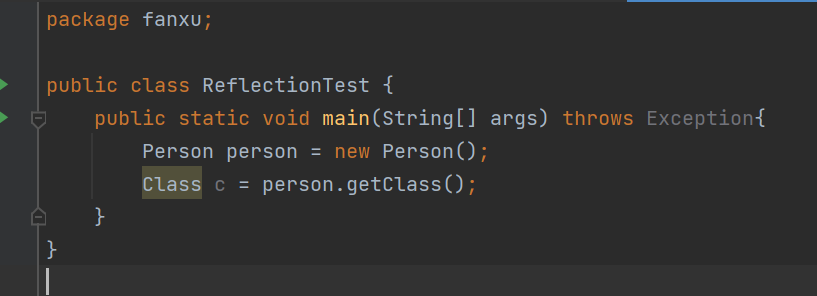 package fanxu;
public class ReflectionTest {
public static void main(String[] args) throws Exception{
Person person = new Person();
Class c = person.getClass();
}
}